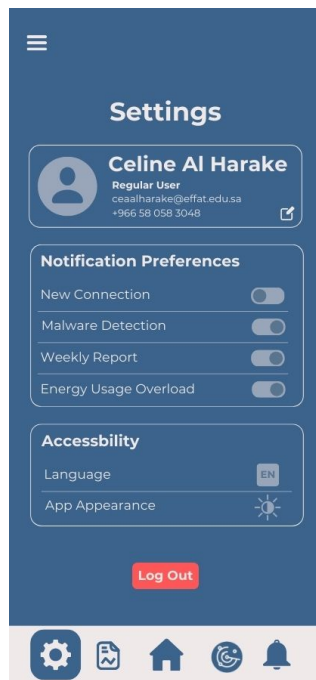 Settings
Celine Al Harake
Regular User
ceaalharake@effat.edu.sa
+966 58 058 3048
Notification Preferences
New Connection
Malware Detection
Weekly Report
Energy Usage Overload
Accessbility
Language
EN
App Appearance
Log Out